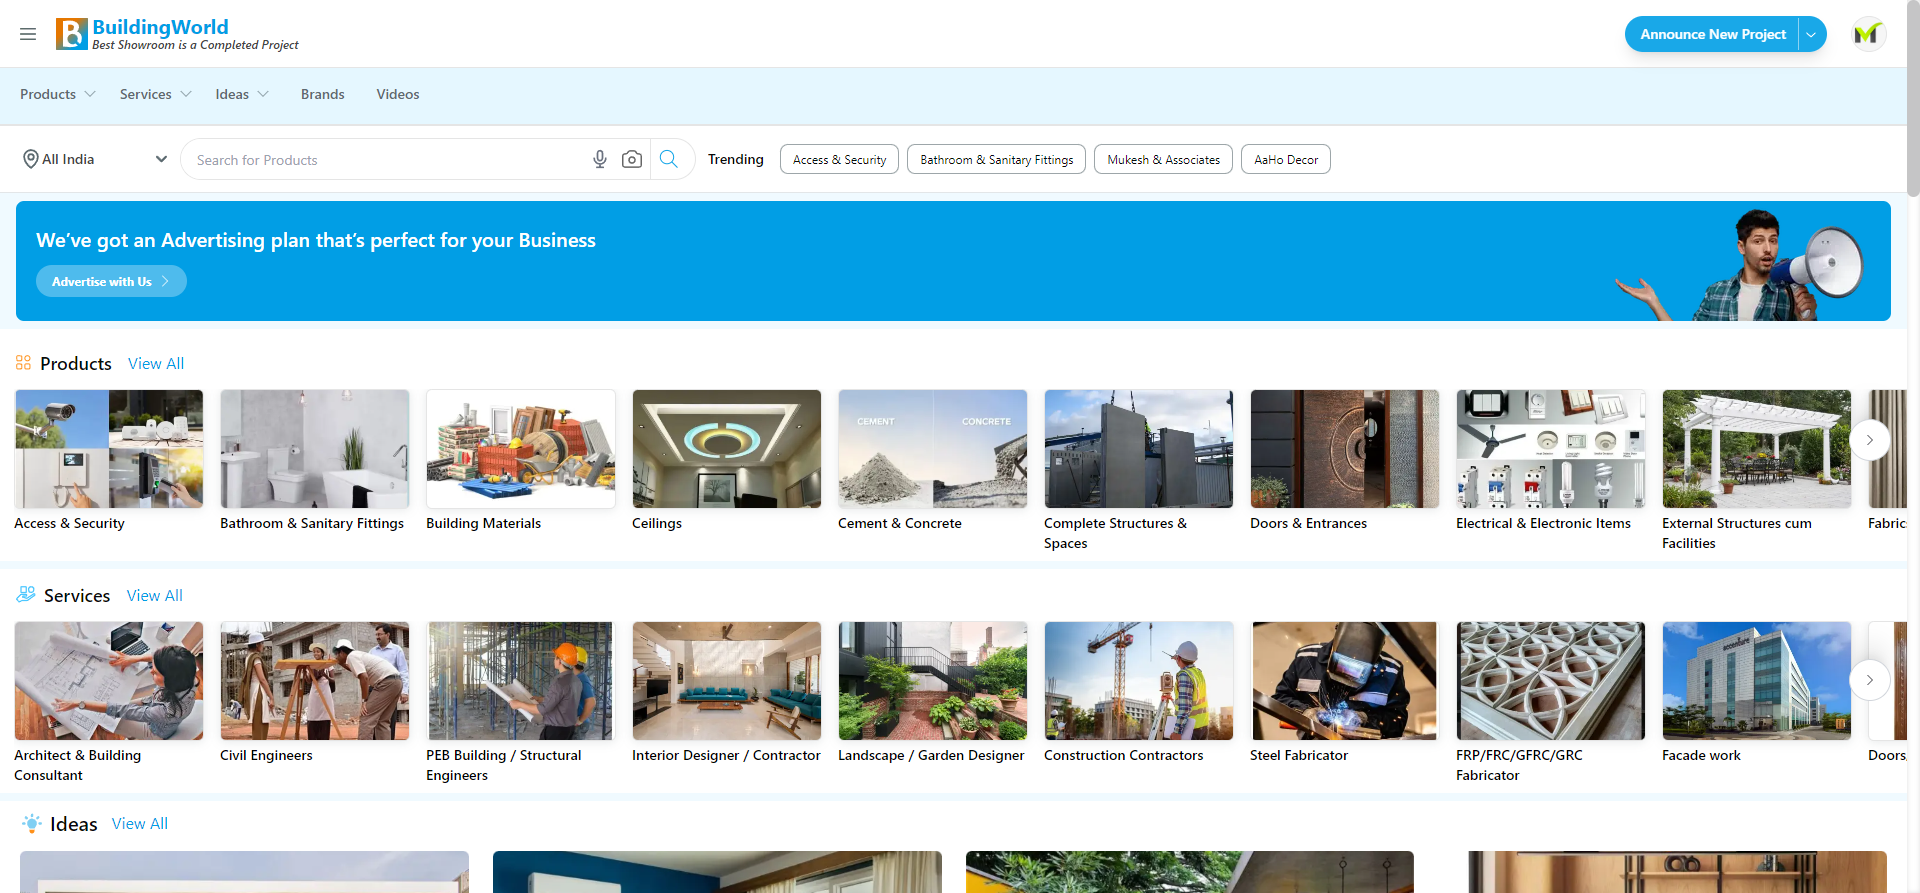 BuildingWorld
Best Showroom is a Completed Project
Announce New Project
Products
Services
Ideas
Brands
Videos
All India
Search for Products
Trending
Access & Security
Bathroom & Sanitary Fittings
Mukesh & Associates
AaHo Decor
We’ve got an Advertising plan that’s perfect for your Business
Advertise with Us
Products
View All
CEMENT
CONCRETE
Access & Security
Bathroom & Sanitary Fittings
Building Materials
Ceilings
Cement & Concrete
Complete Structures &
Spaces
Doors & Entrances
Electrical & Electronic Items
External Structures cum
Facilities
Fabric
Services
View All
accenture
Architect & Building
Consultant
Civil Engineers
PEB Building / Structural
Engineers
Interior Designer / Contractor
Landscape / Garden Designer
Construction Contractors
Steel Fabricator
FRP/FRC/GFRC/GRC
Fabricator
Facade work
Doors,
Ideas
View All